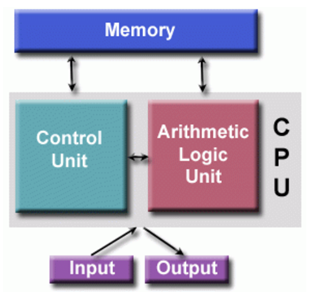 Memory
Control
Unit
Arithmetic
Logic
Unit
C
P
U
Input
Output